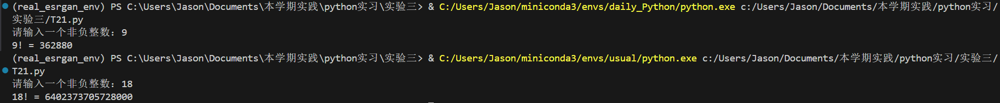 (real_esrgan_env) PS C:\Users\Jason\Documents\本学期实践\python实习\实验三> & C:/Users/Jason/miniconda3/envs/daily_Python/python.exe c:/Users/Jason/Documents/本学期实践/python实习/
实验三/T21.py
请输入一个非负整数：9
9! = 362880
(real_esrgan_env) PS C:\Users\Jason\Documents\本学期实践\python实习\实验三> & C:/Users/Jason/miniconda3/envs/usual/python.exe c:/Users/Jason/Documents/本学期实践/python实习/实验三/
T21.py
请输入一个非负整数：18
18! = 6402373705728000